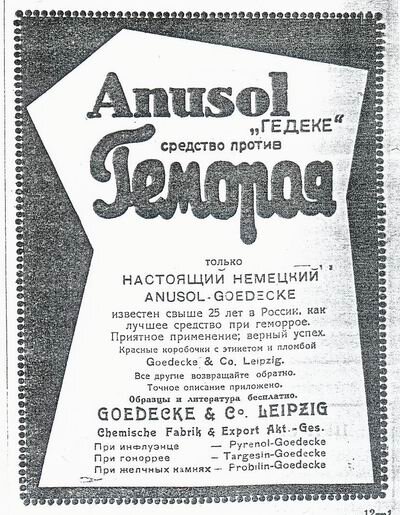 Anusol
„ГЕДЕКЕ“
средство против
Геморроя
ТОЛЬКО
НАСТОЯЩИЙ НЕМЕЦКИЙ
ANUSOL-GOEDECKE
известен свыше 25 лет в России, как
лучшее средство при геморрое.
Приятное применение; верный успех.
Красные коробочки с этикетом и пломбой
Goedecke & Co. Leipzig.
Все другие возвращайте обратно.
Точное описание приложено.
Образцы и литература бесплатно.
GOEDECKE & Co. LEIPZIG
Chemische Fabrik & Export Akt.-Ges.
При инфлуэнце — Pyrenol-Goedecke
При гоноррее — Targesin-Goedecke
При желчных камнях — Probilin-Goedecke
12—1